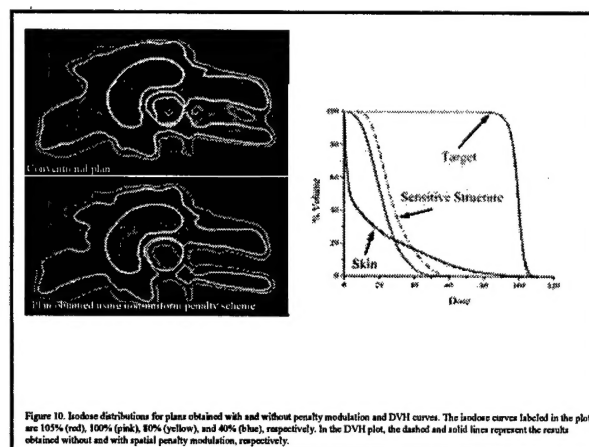 Conventional plan
Plan obtained using nonuniform penalty scheme
Target
Sensitive Structure
Skin
% Volume
Dose
Figure 10. Isodose distributions for plans obtained with and without penalty modulation and DVH curves. The isodose curves labeled in the plot
are 105% (red), 100% (pink), 80% (yellow), and 40% (blue), respectively. In the DVH plot, the dashed and solid lines represent the results
obtained without and with spatial penalty modulation, respectively.